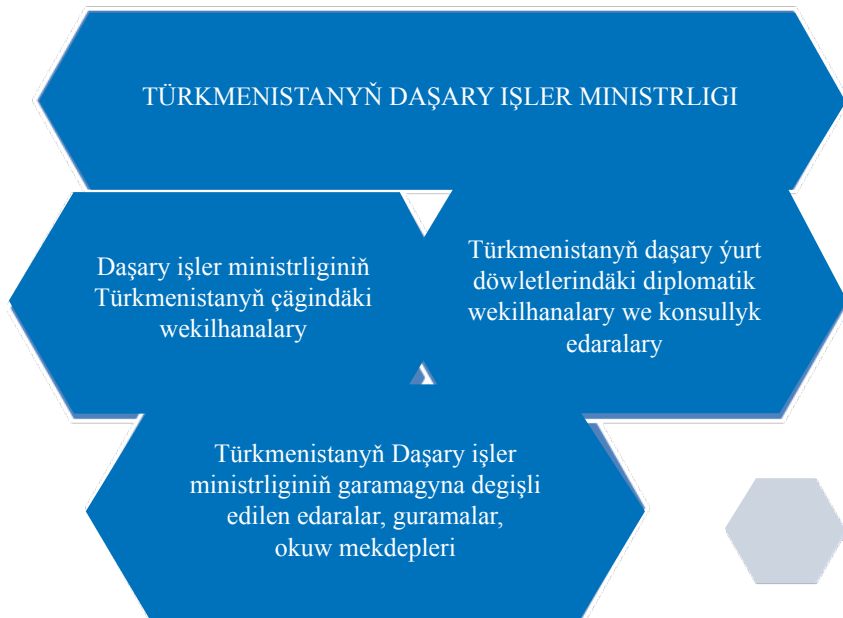 TÜRKMENISTANYŇ DAŞARY IŞLER MINISTRLIGI
Daşary işler ministrliginiň
Türkmenistanyň çägindäki
wekilhanalary
Türkmenistanyň daşary ýurt
döwletlerindäki diplomatik
wekilhanalary we konsullyk
edaralary
Türkmenistanyň Daşary işler
ministrliginiň garamagyna degişli
edilen edaralar, guramalar,
okuw mekdepleri